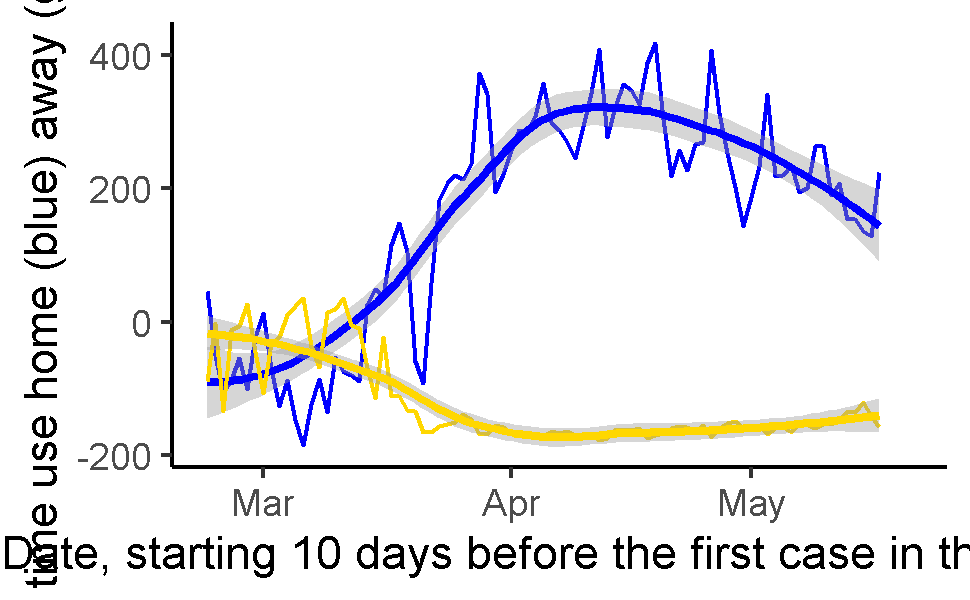 time use home (blue) away (
400
200
0
-200
Mar Apr May
Date, starting 10 days before the first case in th